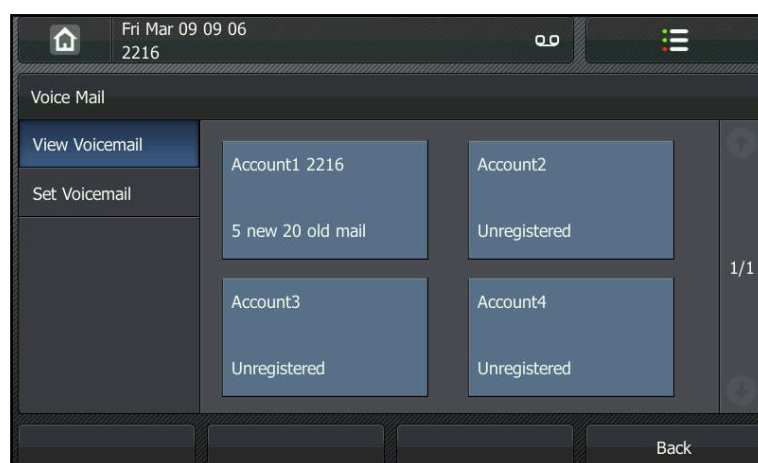 Fri Mar 09 09 06
2216
Voice Mail
View Voicemail
Set Voicemail
Account1 2216
5 new 20 old mail
Account2
Unregistered
Account3
Unregistered
Account4
Unregistered
1/1
Back